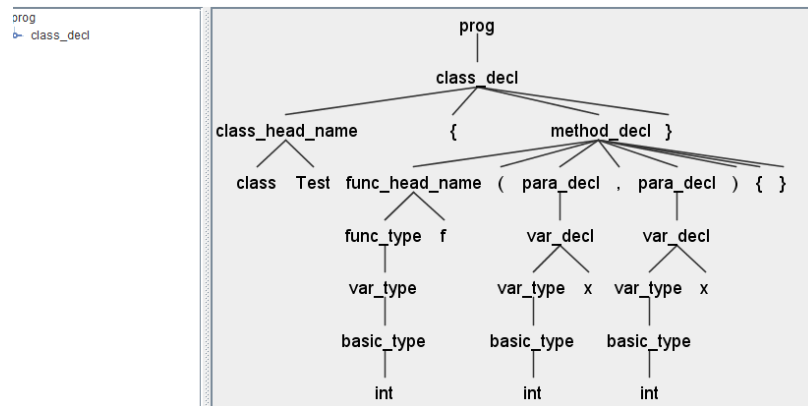 prog
class_decl
prog
class_decl
class_head_name { method_decl }
class Test func_head_name ( para_decl , para_decl ) { }
func_type f var_decl var_decl
var_type var_type x var_type x
basic_type basic_type basic_type
int int int